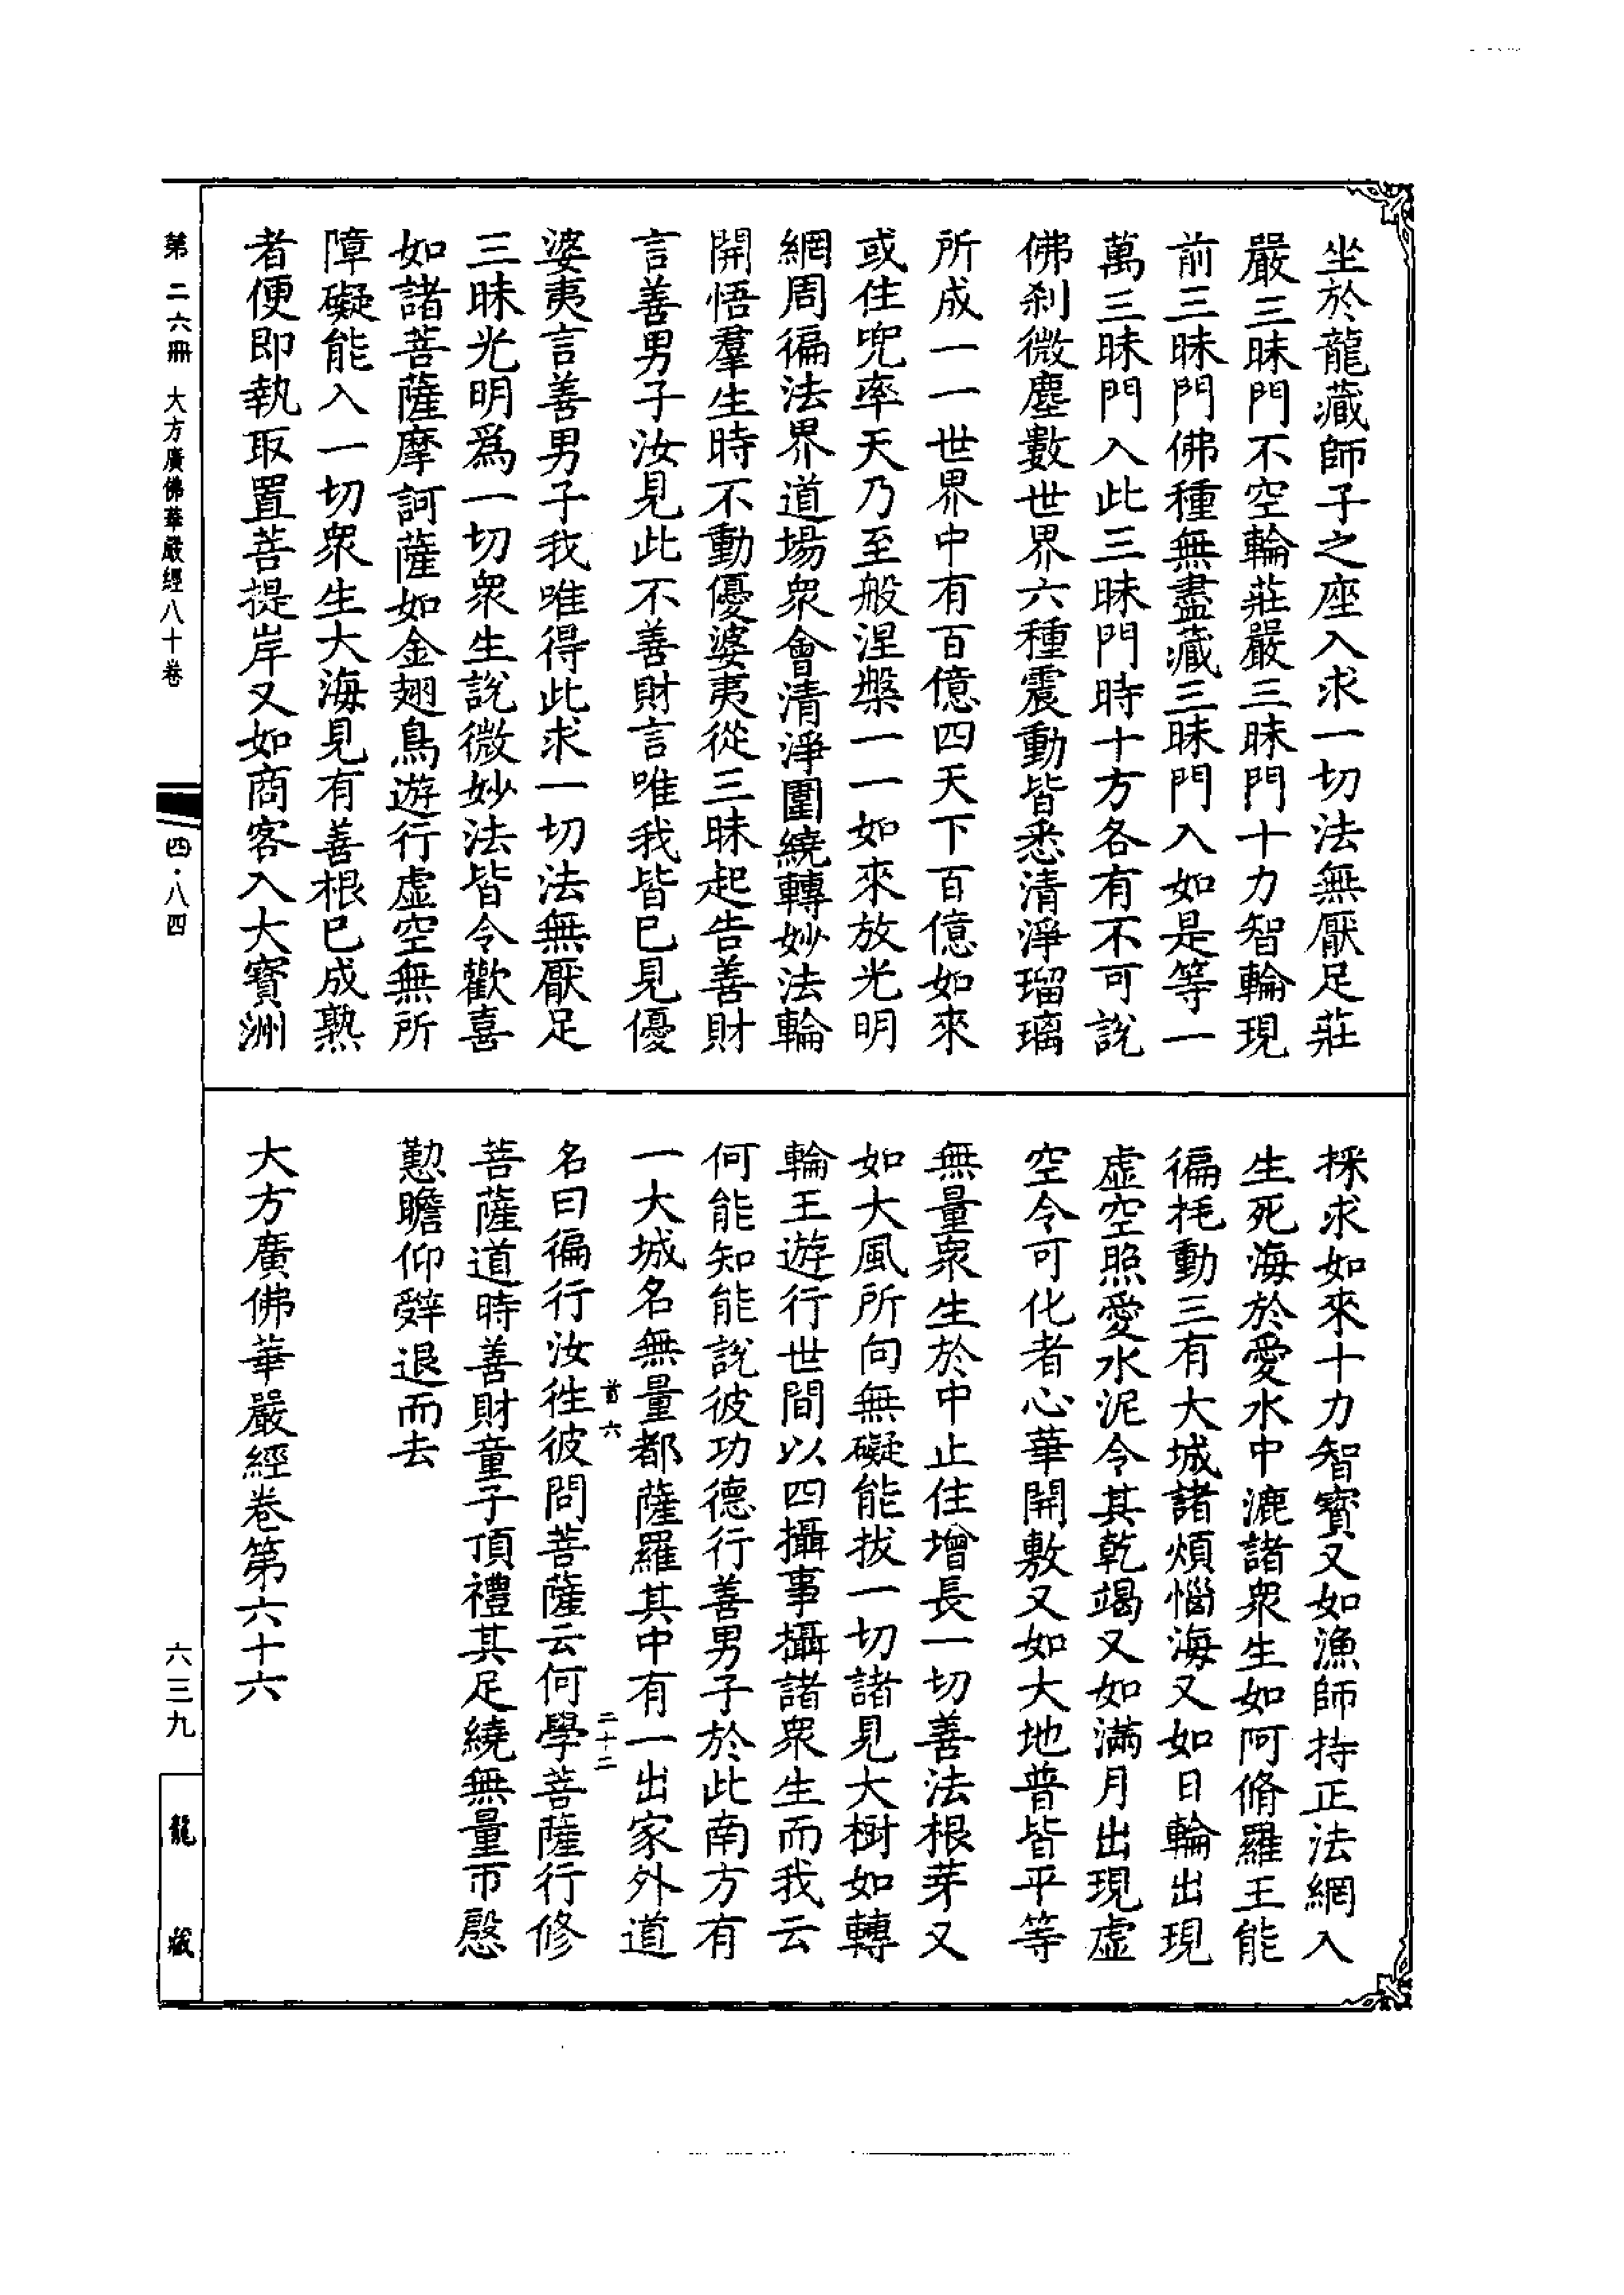 坐於龍藏師子之座入求一切法無厭足莊
嚴三昧門不空輪莊嚴三昧門十力智輪現
前三昧門佛種無盡藏三昧門入如是等一
萬三昧門入此三昧門時十方各有不可說
佛刹微塵數世界六種震動皆悉清淨瑠璃
所成一一世界中有百億四天下百億如來
或住兜率天乃至般涅槃一一如來放光明
網周徧法界道場衆會清淨圍繞轉妙法輪
開悟羣生時不動優婆夷從三昧起告善財
言善男子汝見此不善財言唯我皆已見優
婆夷言善男子我唯得此求一切法無厭足
三昧光明爲一切衆生說微妙法皆令歡喜
如諸菩薩摩訶薩如金翅鳥遊行虛空無所
障礙能入一切衆生大海見有善根已成熟
者便即執取置菩提岸又如商客入大寶洲
採求如來十力智寶又如漁師持正法網入
生死海於愛水中漉諸衆生如阿脩羅王能
徧托動三有大城諸煩惱海又如日輪出現
虛空照愛水泥令其乾竭又如滿月出現虛
空令可化者心華開敷又如大地普皆平等
無量衆生於中止住增長一切善法根芽又
如大風所向無礙能拔一切諸見大樹如轉
輪王遊行世間以四攝事攝諸衆生而我云
何能知能說彼功德行善男子於此南方有
一大城名無量都薩羅其中有一出家外道
首六
二十二
名曰徧行汝徃彼問菩薩云何學菩薩行修
菩薩道時善財童子頂禮其足繞無量帀慇
懃瞻仰辤退而去
大方廣佛華嚴經卷第六十六
第二六冊 大方廣佛華嚴經八十卷
四·八四
六三九
龍藏